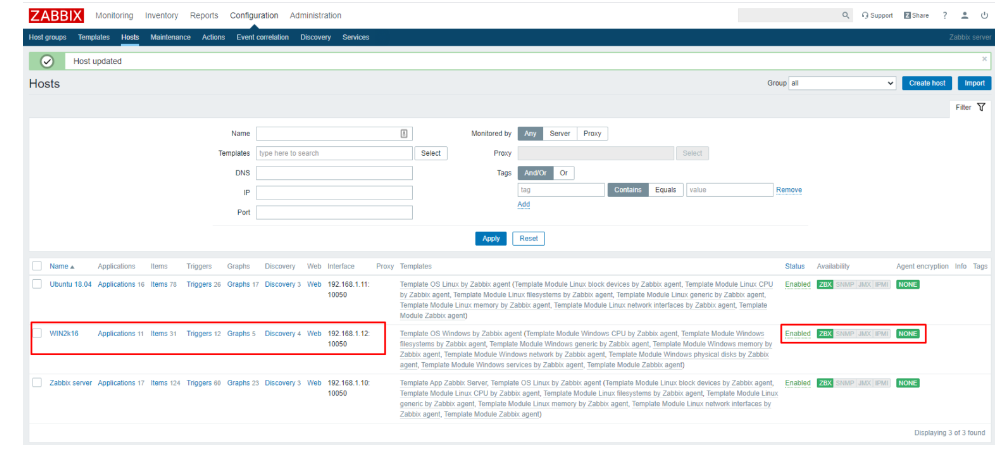 ZABBIX Monitoring Inventory Reports Configuration Administration Support Z Share ?
Host groups Templates Hosts Maintenance Actions Event correlation Discovery Services Zabbix server
Host updated ×
Hosts Group all Create host Import
Filter
Name Monitored by Any Server Proxy
Templates type here to search Select Proxy Select
DNS Tags And/Or Or
IP tag Contains Equals value Remove
Add
Port
Apply Reset
Name Applications Items Triggers Graphs Discovery Web Interface Proxy Templates Status Availability Agent encryption Info Tags
Ubuntu 18.04 Applications 16 Items 78 Triggers 26 Graphs 17 Discovery 3 Web 192.168.1.11: Template OS Linux by Zabbix agent (Template Module Linux block devices by Zabbix agent, Template Module Linux CPU Enabled ZBX SNMP JMX IPMI NONE
10050 by Zabbix agent, Template Module Linux filesystems by Zabbix agent, Template Module Linux generic by Zabbix agent,
Template Module Linux memory by Zabbix agent, Template Module Linux network interfaces by Zabbix agent, Template
Module Zabbix agent)
WIN2k16 Applications 11 Items 31 Triggers 12 Graphs 5 Discovery 4 Web 192.168.1.12: Template OS Windows by Zabbix agent (Template Module Windows CPU by Zabbix agent, Template Module Windows Enabled ZBX SNMP JMX IPMI NONE
10050 filesystems by Zabbix agent, Template Module Windows generic by Zabbix agent, Template Module Windows memory by
Zabbix agent, Template Module Windows network by Zabbix agent, Template Module Windows physical disks by Zabbix
agent, Template Module Windows services by Zabbix agent, Template Module Zabbix agent)
Zabbix server Applications 17 Items 124 Triggers 60 Graphs 23 Discovery 3 Web 192.168.1.10: Template App Zabbix Server, Template OS Linux by Zabbix agent (Template Module Linux block devices by Zabbix agent, Enabled ZBX SNMP JMX IPMI NONE
10050 Template Module Linux CPU by Zabbix agent, Template Module Linux filesystems by Zabbix agent, Template Module Linux
generic by Zabbix agent, Template Module Linux memory by Zabbix agent, Template Module Linux network interfaces by
Zabbix agent, Template Module Zabbix agent)
Displaying 3 of 3 found